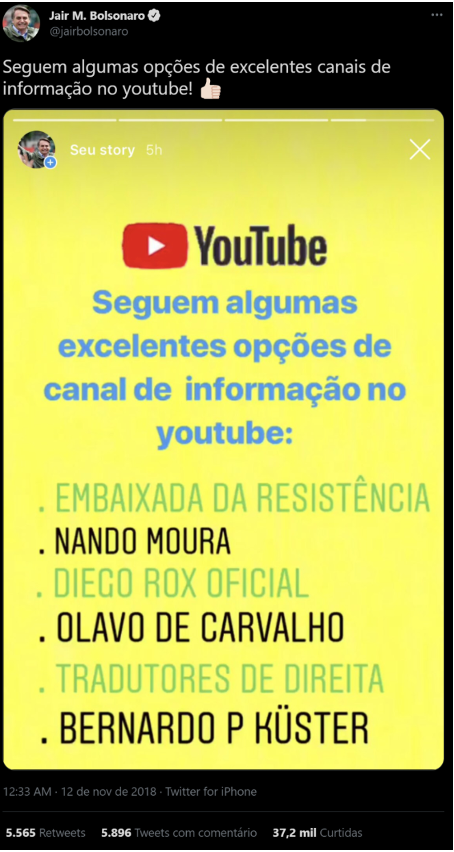 Jair M. Bolsonaro
@jairbolsonaro
Seguem algumas opções de excelentes canais de
informação no youtube! 👍🏻
Seu story 5h
YouTube
Seguem algumas
excelentes opções de
canal de informação no
youtube:
. EMBAIXADA DA RESISTÊNCIA
. NANDO MOURA
. DIEGO ROX OFICIAL
. OLAVO DE CARVALHO
. TRADUTORES DE DIREITA
. BERNARDO P KÜSTER
12:33 AM · 12 de nov de 2018 · Twitter for iPhone
5.565 Retweets 5.896 Tweets com comentário 37,2 mil Curtidas